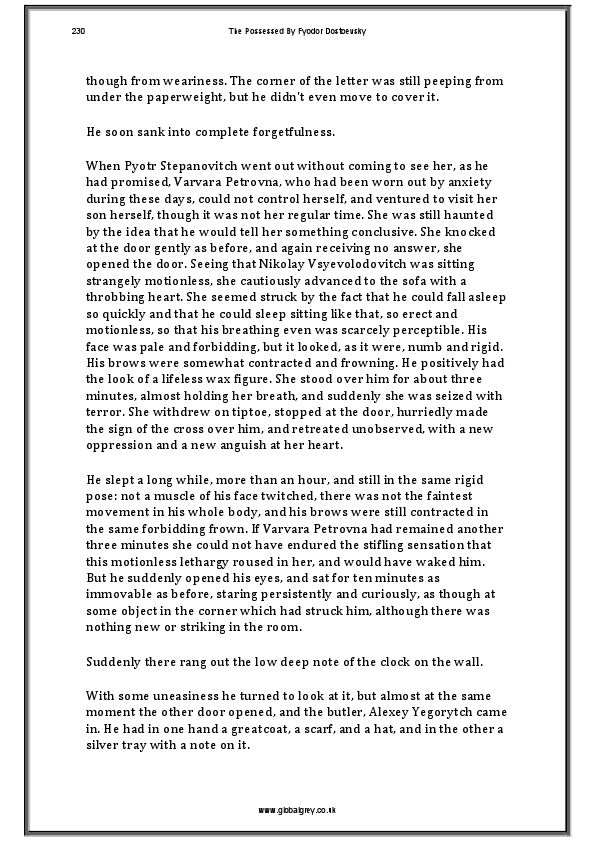 230
The Possessed By Fyodor Dostoevsky
though from weariness. The corner of the letter was still peeping from
under the paperweight, but he didn't even move to cover it.
He soon sank into complete forgetfulness.
When Pyotr Stepanovitch went out without coming to see her, as he
had promised, Varvara Petrovna, who had been worn out by anxiety
during these days, could not control herself, and ventured to visit her
son herself, though it was not her regular time. She was still haunted
by the idea that he would tell her something conclusive. She knocked
at the door gently as before, and again receiving no answer, she
opened the door. Seeing that Nikolay Vsyevolodovitch was sitting
strangely motionless, she cautiously advanced to the sofa with a
throbbing heart. She seemed struck by the fact that he could fall asleep
so quickly and that he could sleep sitting like that, so erect and
motionless, so that his breathing even was scarcely perceptible. His
face was pale and forbidding, but it looked, as it were, numb and rigid.
His brows were somewhat contracted and frowning. He positively had
the look of a lifeless wax figure. She stood over him for about three
minutes, almost holding her breath, and suddenly she was seized with
terror. She withdrew on tiptoe, stopped at the door, hurriedly made
the sign of the cross over him, and retreated unobserved, with a new
oppression and a new anguish at her heart.
He slept a long while, more than an hour, and still in the same rigid
pose: not a muscle of his face twitched, there was not the faintest
movement in his whole body, and his brows were still contracted in
the same forbidding frown. If Varvara Petrovna had remained another
three minutes she could not have endured the stifling sensation that
this motionless lethargy roused in her, and would have waked him.
But he suddenly opened his eyes, and sat for ten minutes as
immovable as before, staring persistently and curiously, as though at
some object in the corner which had struck him, although there was
nothing new or striking in the room.
Suddenly there rang out the low deep note of the clock on the wall.
With some uneasiness he turned to look at it, but almost at the same
moment the other door opened, and the butler, Alexey Yegorytch came
in. He had in one hand a greatcoat, a scarf, and a hat, and in the other a
silver tray with a note on it.
www.globalgrey.co.uk